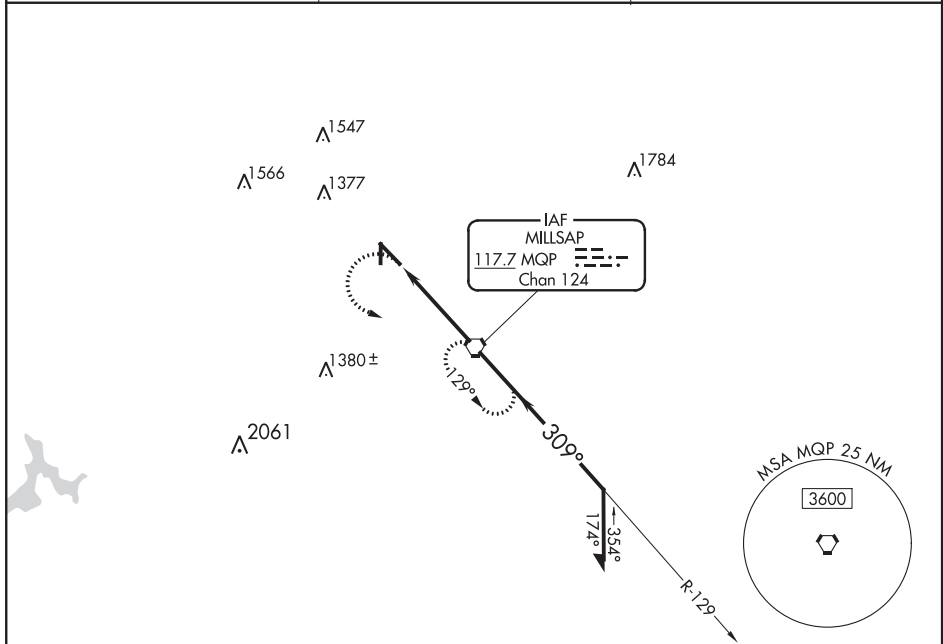 1547
1566
1377
1784
IAF
MILLSAP
117.7 MQP
Chan 124
1380 ±
129°
2061
309°
MSA MQP 25 NM
3600
174°
354°
R-129